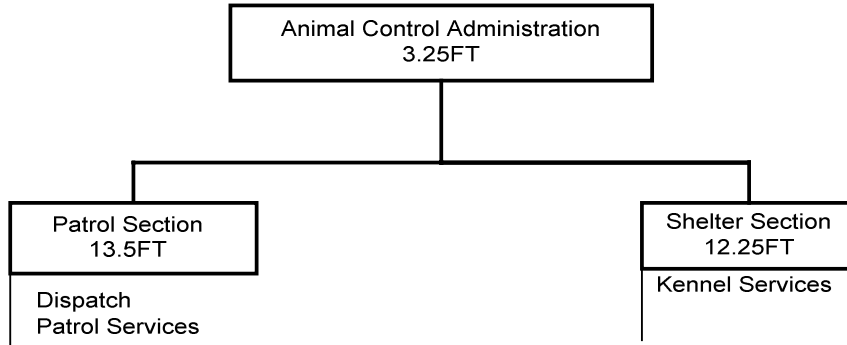 Animal Control Administration
3.25FT
Patrol Section
13.5FT
Dispatch
Patrol Services
Shelter Section
12.25FT
Kennel Services